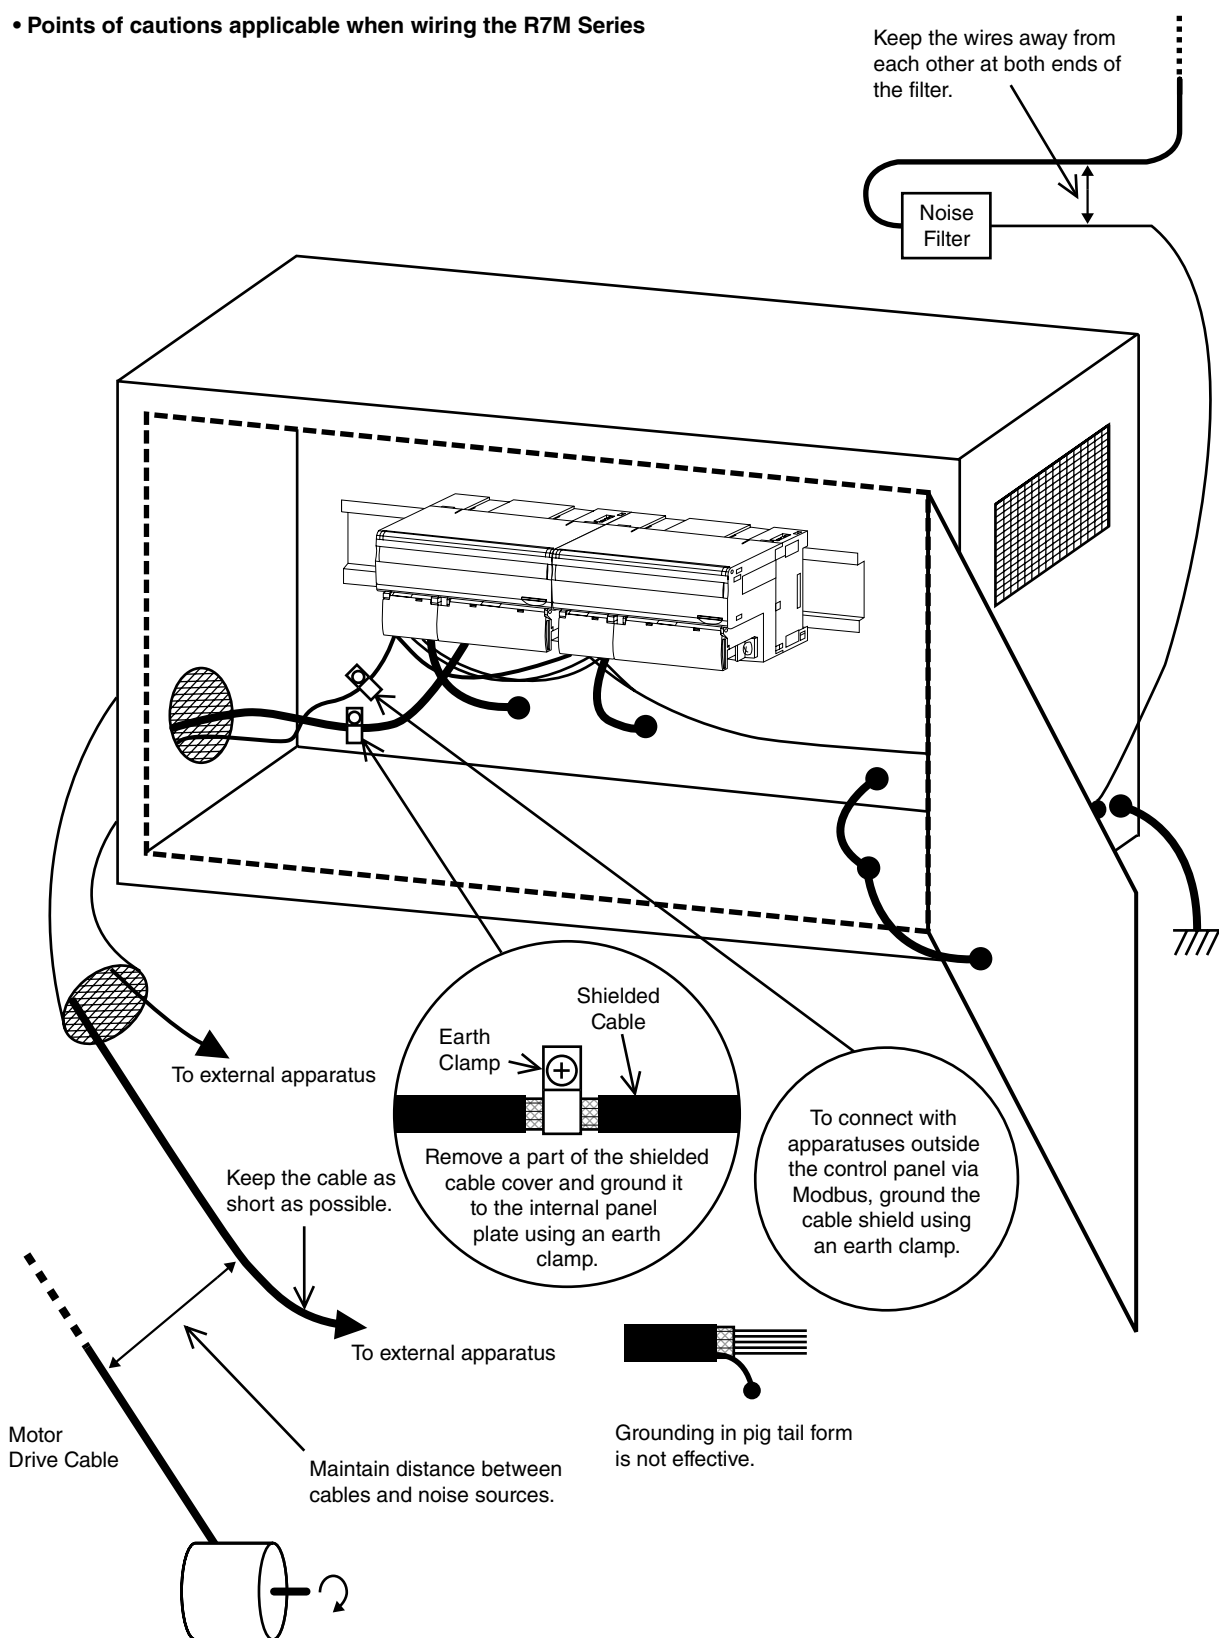 • Points of cautions applicable when wiring the R7M Series
Keep the wires away from
each other at both ends of
the filter.
Noise
Filter
Shielded
Cable
Earth
Clamp
To external apparatus
Remove a part of the shielded
cable cover and ground it
to the internal panel
plate using an earth
clamp.
To connect with
apparatuses outside
the control panel via
Modbus, ground the
cable shield using
an earth clamp.
Keep the cable as
short as possible.
To external apparatus
Motor
Drive Cable
Maintain distance between
cables and noise sources.
Grounding in pig tail form
is not effective.